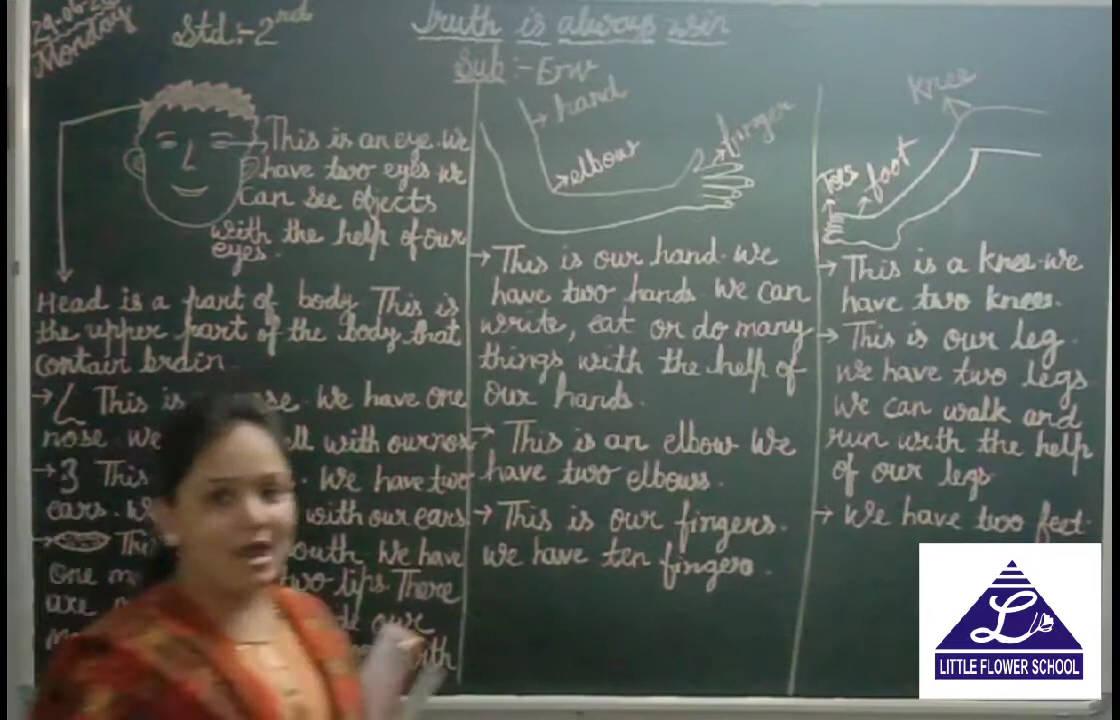 Monday
Std:-2nd
Truth is always win
Sub:- Env
This is an eye. We
have two eyes we
can see objects
with the help of our
eyes.
Head is a part of body This is
the upper part of the body that
contain brain.
→ This is nose. We have one
nose we with our nos
→ This . We have two
ears. with our ears.
→ outh. We have
one two lips There
are our
with
hand
elbow
finger
→ This is our hand. We
have two hands. We can
write, eat or do many
things with the help of
our hands.
→ This is an elbow We
have two elbows.
→ This is our fingers.
we have ten fingers.
knee
Toes
foot
→ This is a knee. We
have two knees.
→ This is our leg.
We have two legs.
We can walk and
run with the help
of our legs.
→ We have two feet.
LITTLE FLOWER SCHOOL